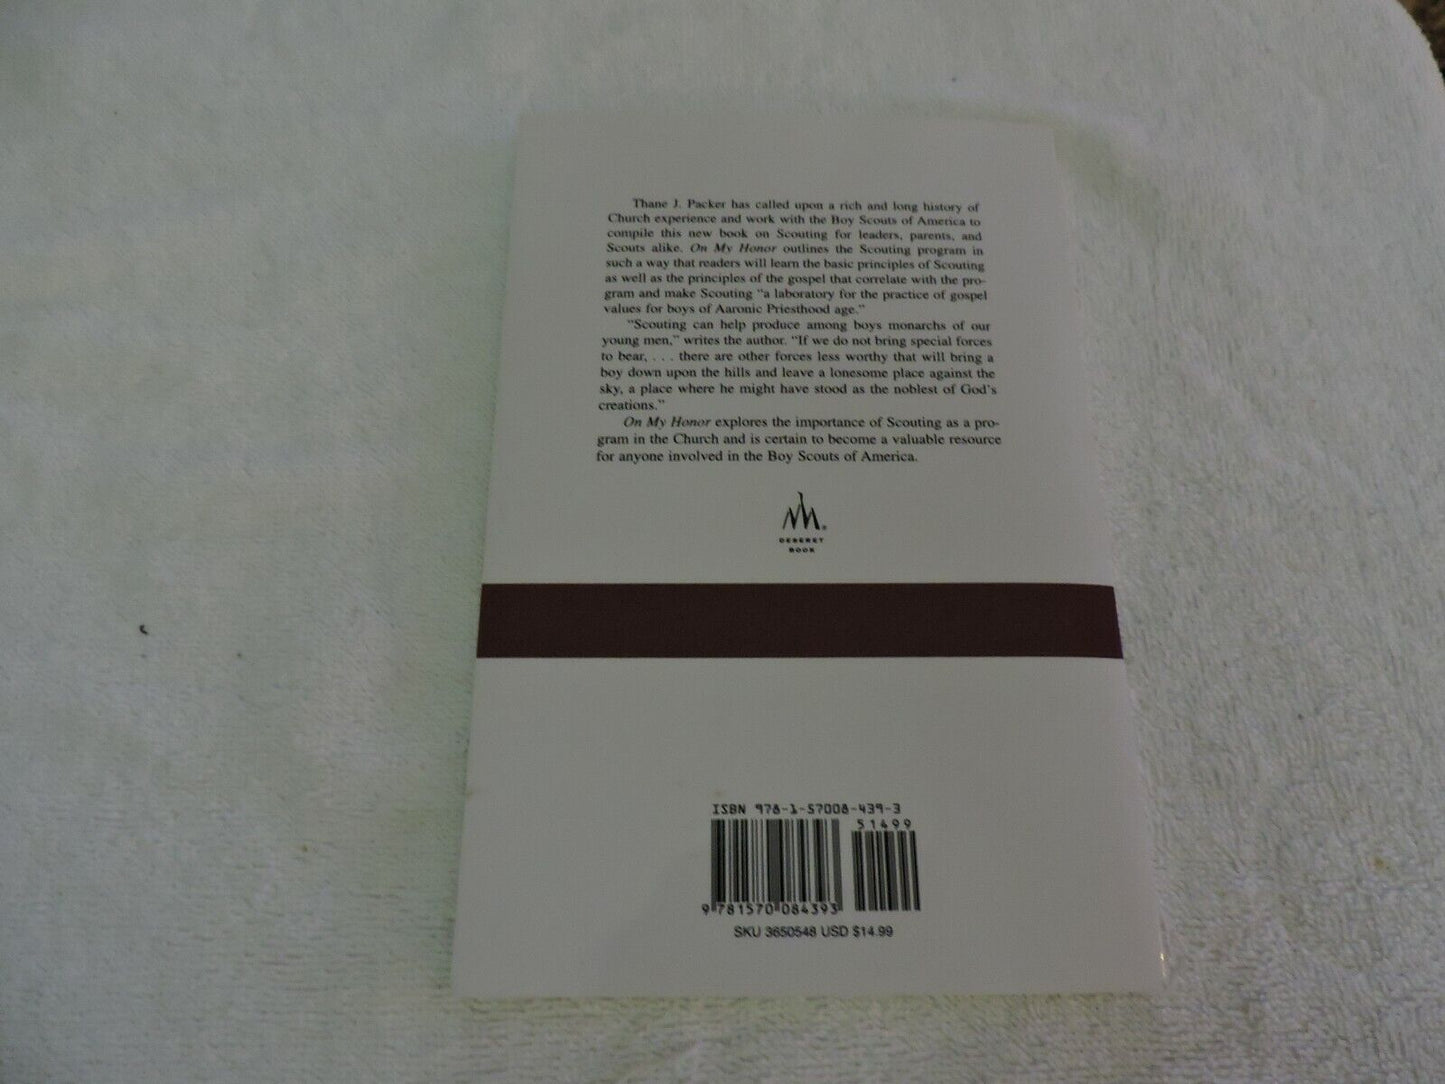 Thane J. Packer has called upon a rich and long history of
Church experience and work with the Boy Scouts of America to
compile this new book on Scouting for leaders, parents, and
Scouts alike. On My Honor outlines the Scouting program in
such a way that readers will learn the basic principles of Scouting
as well as the principles of the gospel that correlate with the pro-
gram and make Scouting "a laboratory for the practice of gospel
values for boys of Aaronic Priesthood age."
"Scouting can help produce among boys monarchs of our
young men," writes the author. "If we do not bring special forces
to bear, . . . there are other forces less worthy that will bring a
boy down upon the hills and leave a lonesome place against the
sky, a place where he might have stood as the noblest of God's
creations."
On My Honor explores the importance of Scouting as a pro-
gram in the Church and is certain to become a valuable resource
for anyone involved in the Boy Scouts of America.
DESERET
BOOK
ISBN 978-1-57008-439-3
51499
9 781570 084393
SKU 3650548 USD $14.99